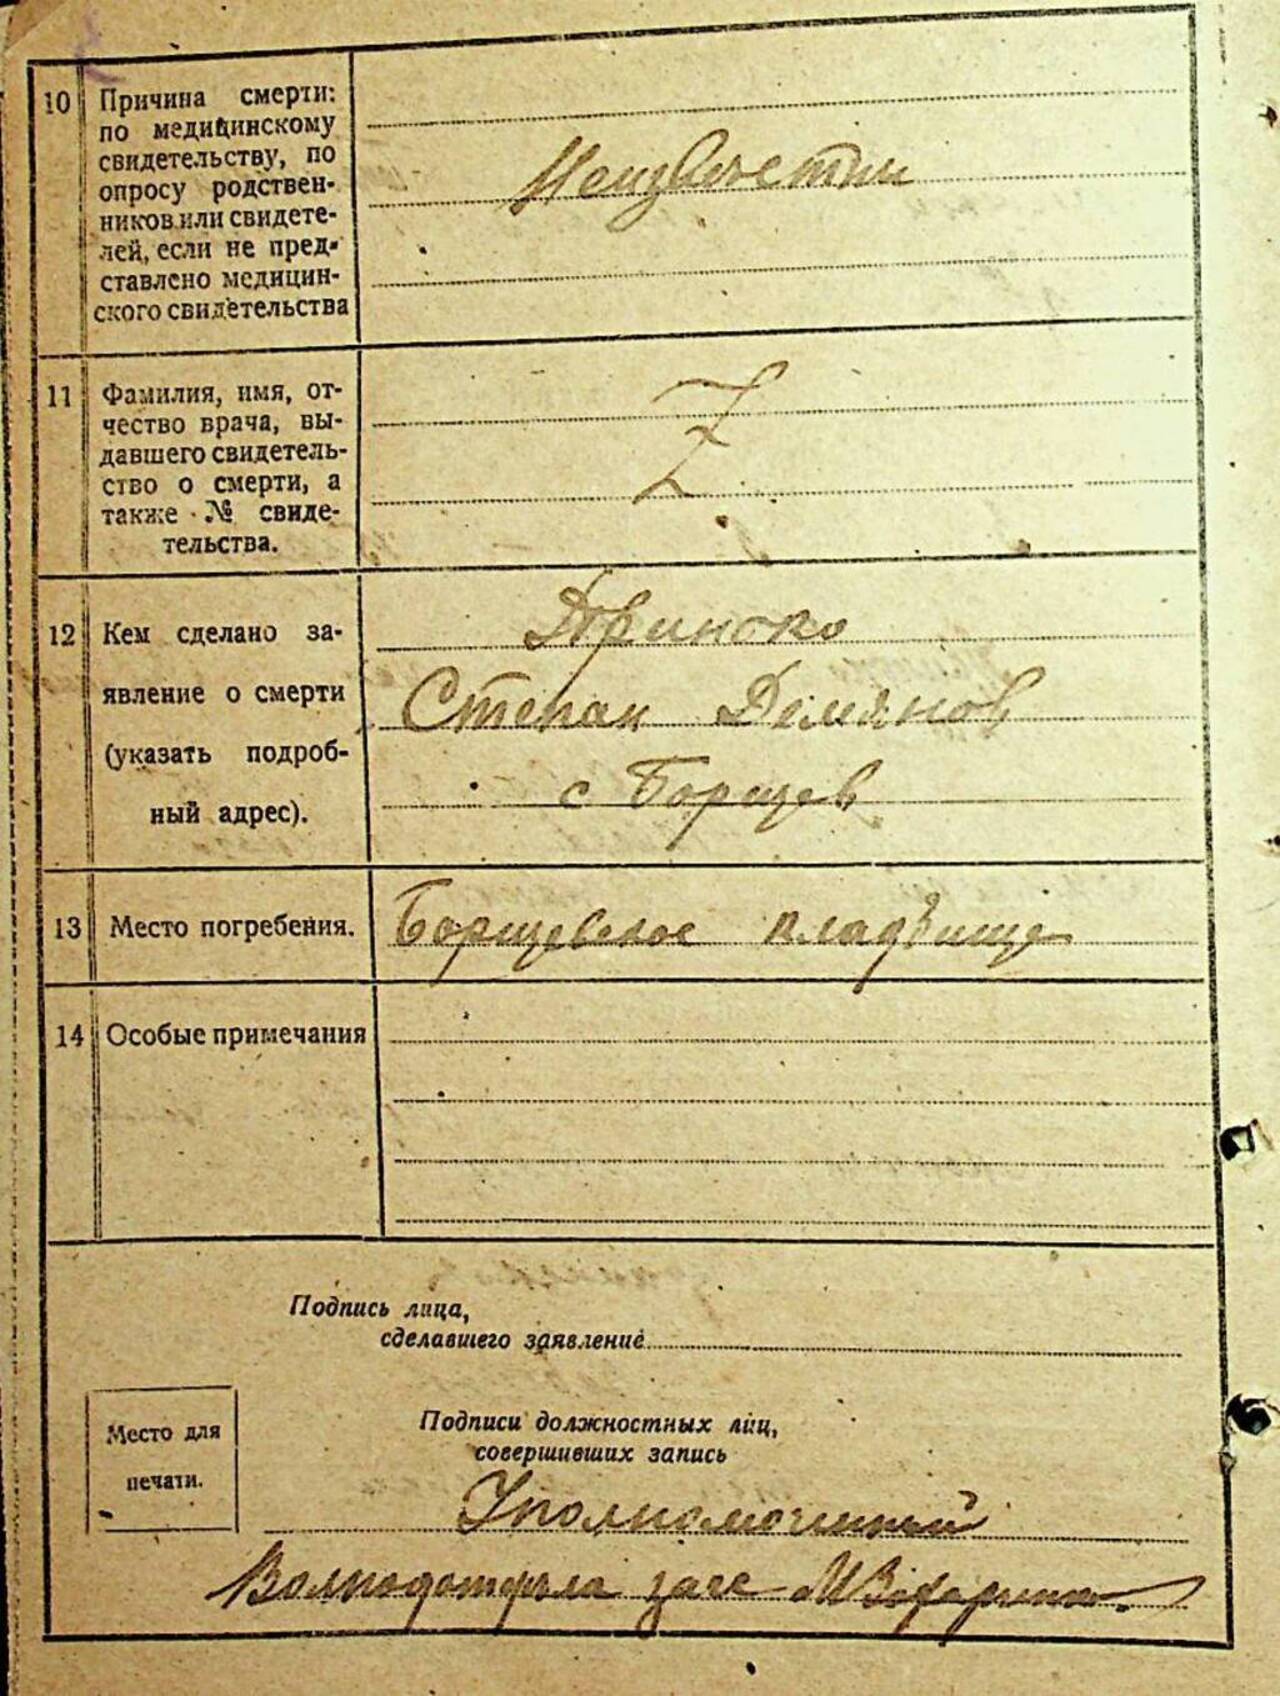 10 Причина смерти:
по медицинскому
свидетельству, по
опросу родствен-
ников или свидете-
лей, если не пред-
ставлено медицин-
ского свидетельства
11 Фамилия, имя, от-
чество врача, вы-
давшего свидетель-
ство о смерти, а
также № свиде-
тельства.
Z
12 Кем сделано за-
явление о смерти
(указать подроб-
ный адрес).
Степан Демянов
с Борщев
13 Место погребения.
Борщевское кладбище
14 Особые примечания
Подпись лица,
сделавшего заявление
Место для
печати.
Подписи должностных лиц,
совершивших запись
Уполномоченный
загс